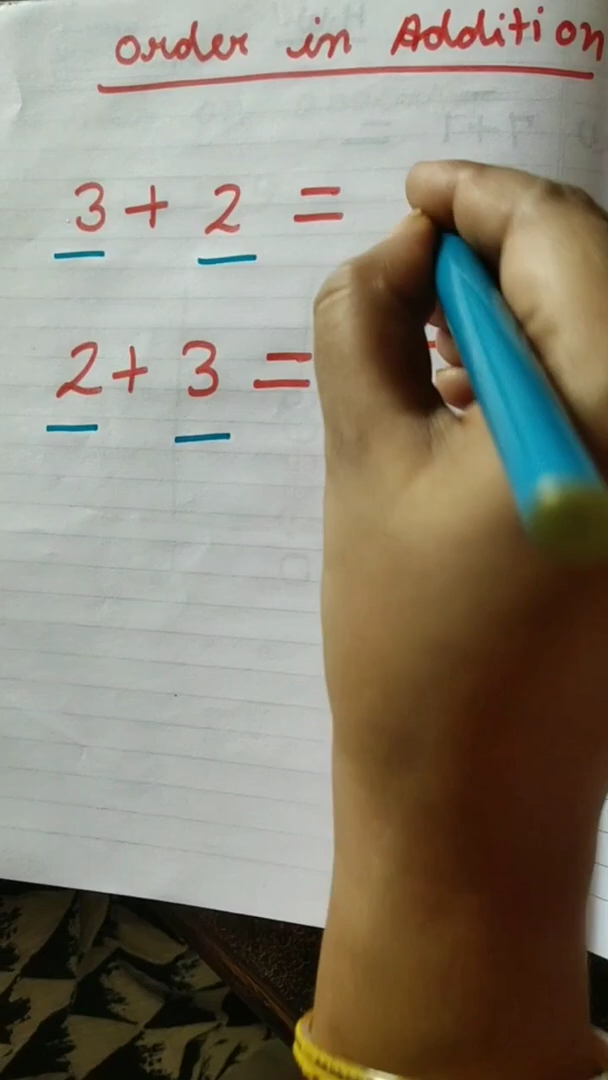 Order in Addition
3 + 2 =
2 + 3 =